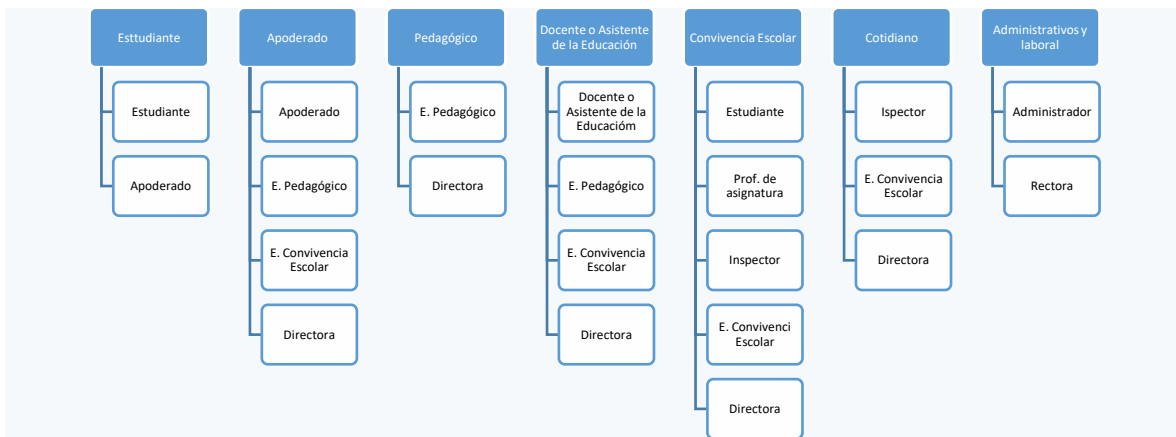 Esttudiante
Estudiante
Apoderado
Apoderado
Apoderado
E. Pedagógico
E. Convivencia
Escolar
Directora
Pedagógico
E. Pedagógico
Directora
Docente o Asistente
de la Educación
Docente o
Asistente de la
Educacióm
E. Pedagógico
E. Convivencia
Escolar
Directora
Convivencia Escolar
Estudiante
Prof. de
asignatura
Inspector
E. Convivenci
Escolar
Directora
Cotidiano
Ispector
E. Convivencia
Escolar
Directora
Administrativos y
laboral
Administrador
Rectora